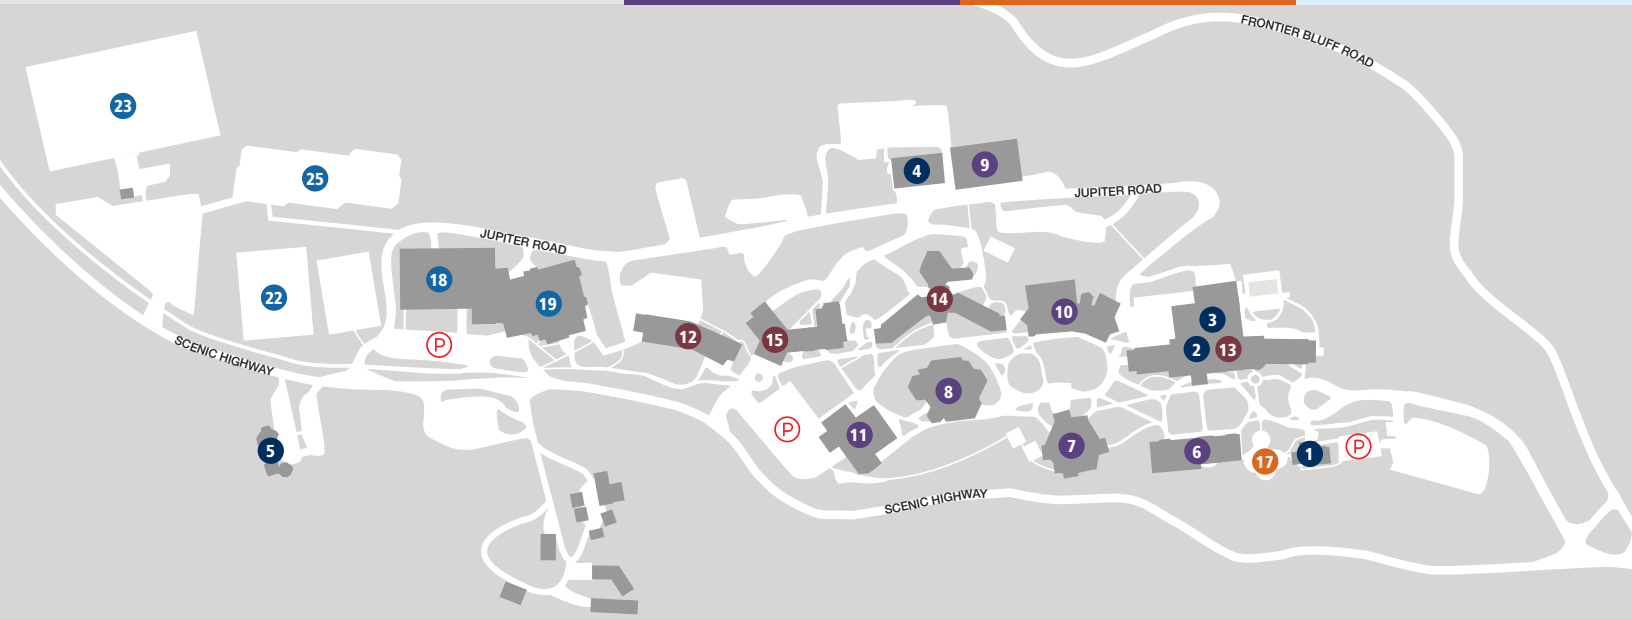 FRONTIER BLUFF ROAD
23
4
9
25
JUPITER ROAD
JUPITER ROAD
18
22
19
14
10
3
12
15
P
2
13
SCENIC HIGHWAY
8
P
11
7
P
5
6
17
1
SCENIC HIGHWAY